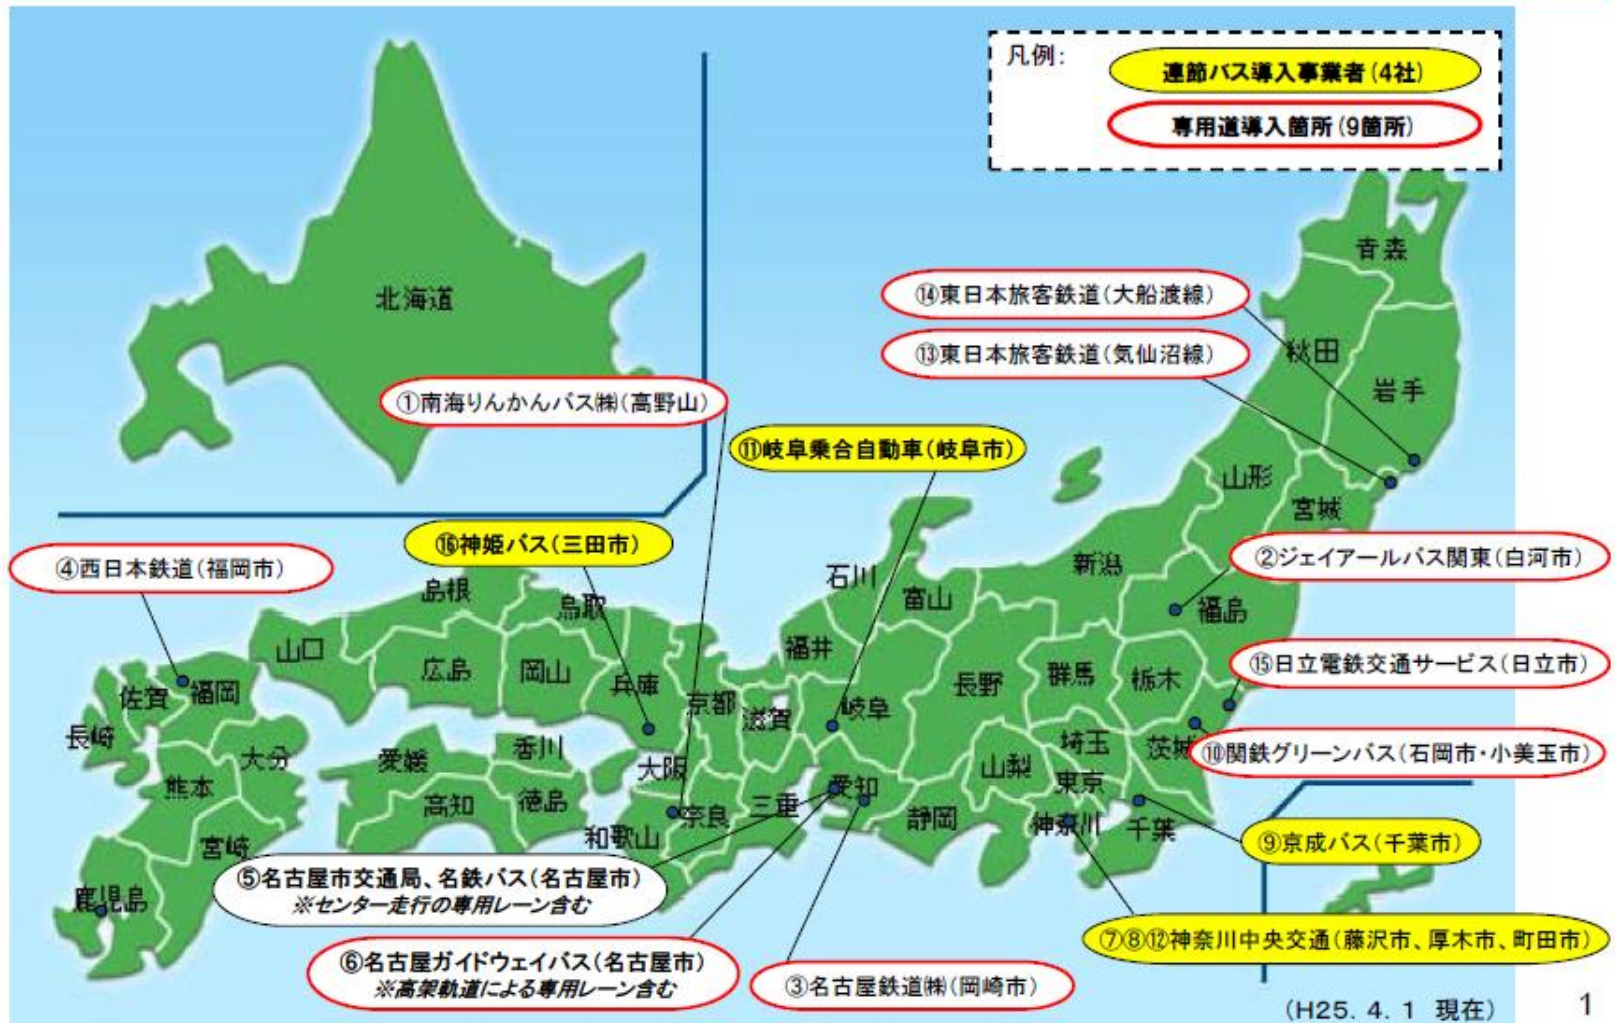 凡例:
連節バス導入事業者(4社)
専用道導入箇所(9箇所)
北海道
青森
⑭東日本旅客鉄道(大船渡線)
⑬東日本旅客鉄道(気仙沼線)
秋田
岩手
①南海りんかんバス㈱(高野山)
⑪岐阜乗合自動車(岐阜市)
山形
宮城
⑯神姫バス(三田市)
④西日本鉄道(福岡市)
②ジェイアールバス関東(白河市)
石川
富山
新潟
福島
島根
鳥取
山口
広島
岡山
兵庫
京都
滋賀
福井
岐阜
長野
群馬
栃木
⑮日立電鉄交通サービス(日立市)
佐賀
福岡
長崎
大分
熊本
愛媛
香川
大阪
埼玉
茨城
⑩関鉄グリーンバス(石岡市・小美玉市)
山梨
東京
高知
徳島
和歌山
奈良
三重
愛知
静岡
神奈川
千葉
宮崎
鹿児島
⑨京成バス(千葉市)
⑤名古屋市交通局、名鉄バス(名古屋市)
※センター走行の専用レーン含む
⑦⑧⑫神奈川中央交通(藤沢市、厚木市、町田市)
⑥名古屋ガイドウェイバス(名古屋市)
※高架軌道による専用レーン含む
③名古屋鉄道㈱(岡崎市)
(H25.4.1 現在)
1